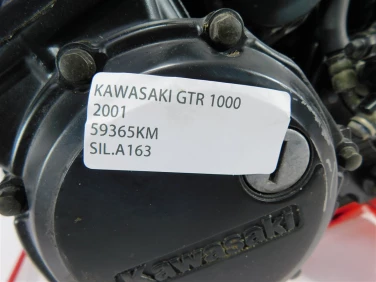 KAWASAKI GTR 1000
2001
59365KM
SIL.A163
Kawasaki